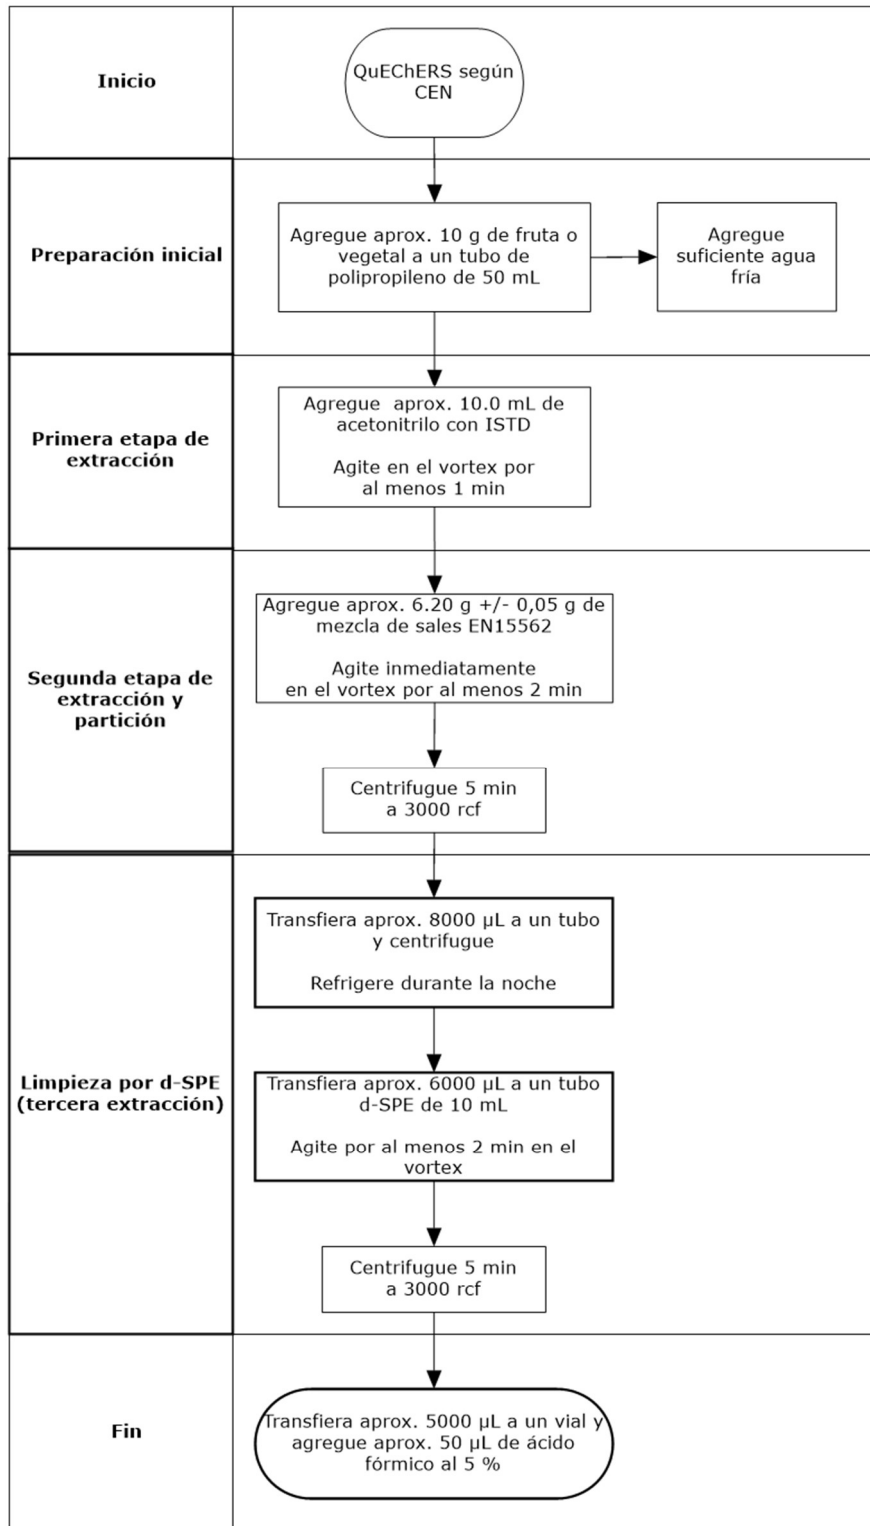 Inicio
QuEChERS según
CEN
Preparación inicial
Agregue aprox. 10 g de fruta o
vegetal a un tubo de
polipropileno de 50 mL
Agregue
suficiente agua
fría
Primera etapa de
extracción
Agregue aprox. 10.0 mL de
acetonitrilo con ISTD
Agite en el vortex por
al menos 1 min
Segunda etapa de
extracción y
partición
Agregue aprox. 6.20 g +/- 0,05 g de
mezcla de sales EN15562
Agite inmediatamente
en el vortex por al menos 2 min
Centrifugue 5 min
a 3000 rcf
Limpieza por d-SPE
(tercera extracción)
Transfiera aprox. 8000 µL a un tubo
y centrifugue
Refrigere durante la noche
Transfiera aprox. 6000 µL a un tubo
d-SPE de 10 mL
Agite por al menos 2 min en el
vortex
Centrifugue 5 min
a 3000 rcf
Fin
Transfiera aprox. 5000 µL a un vial y
agregue aprox. 50 µL de ácido
fórmico al 5 %